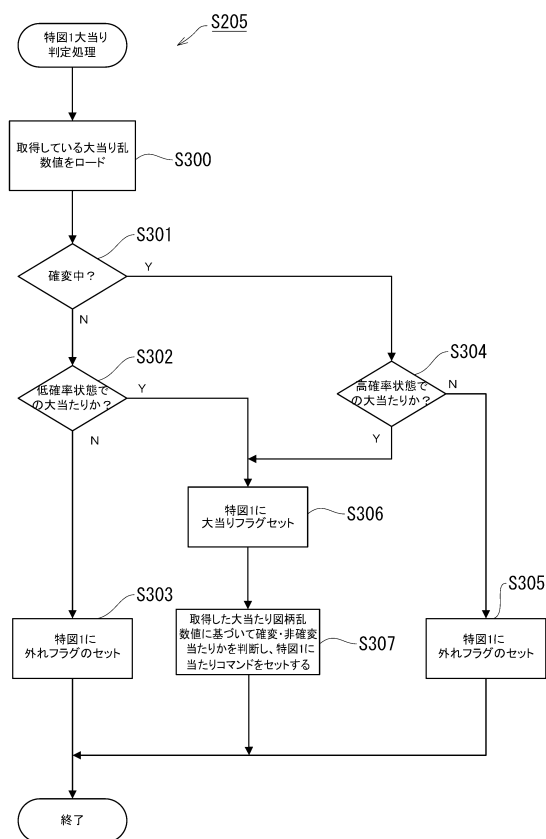 S205
特図1大当り
判定処理
取得している大当り乱
数値をロード
S300
S301
確変中？
Y
N
S302
低確率状態で
の大当たりか？
Y
N
S304
高確率状態で
の大当たりか？
N
Y
特図1に
大当りフラグセット
S306
S303
特図1に
外れフラグのセット
取得した大当たり図柄乱
数値に基づいて確変・非確変
当たりかを判断し、特図1に
当たりコマンドをセットする
S307
S305
特図1に
外れフラグのセット
終了